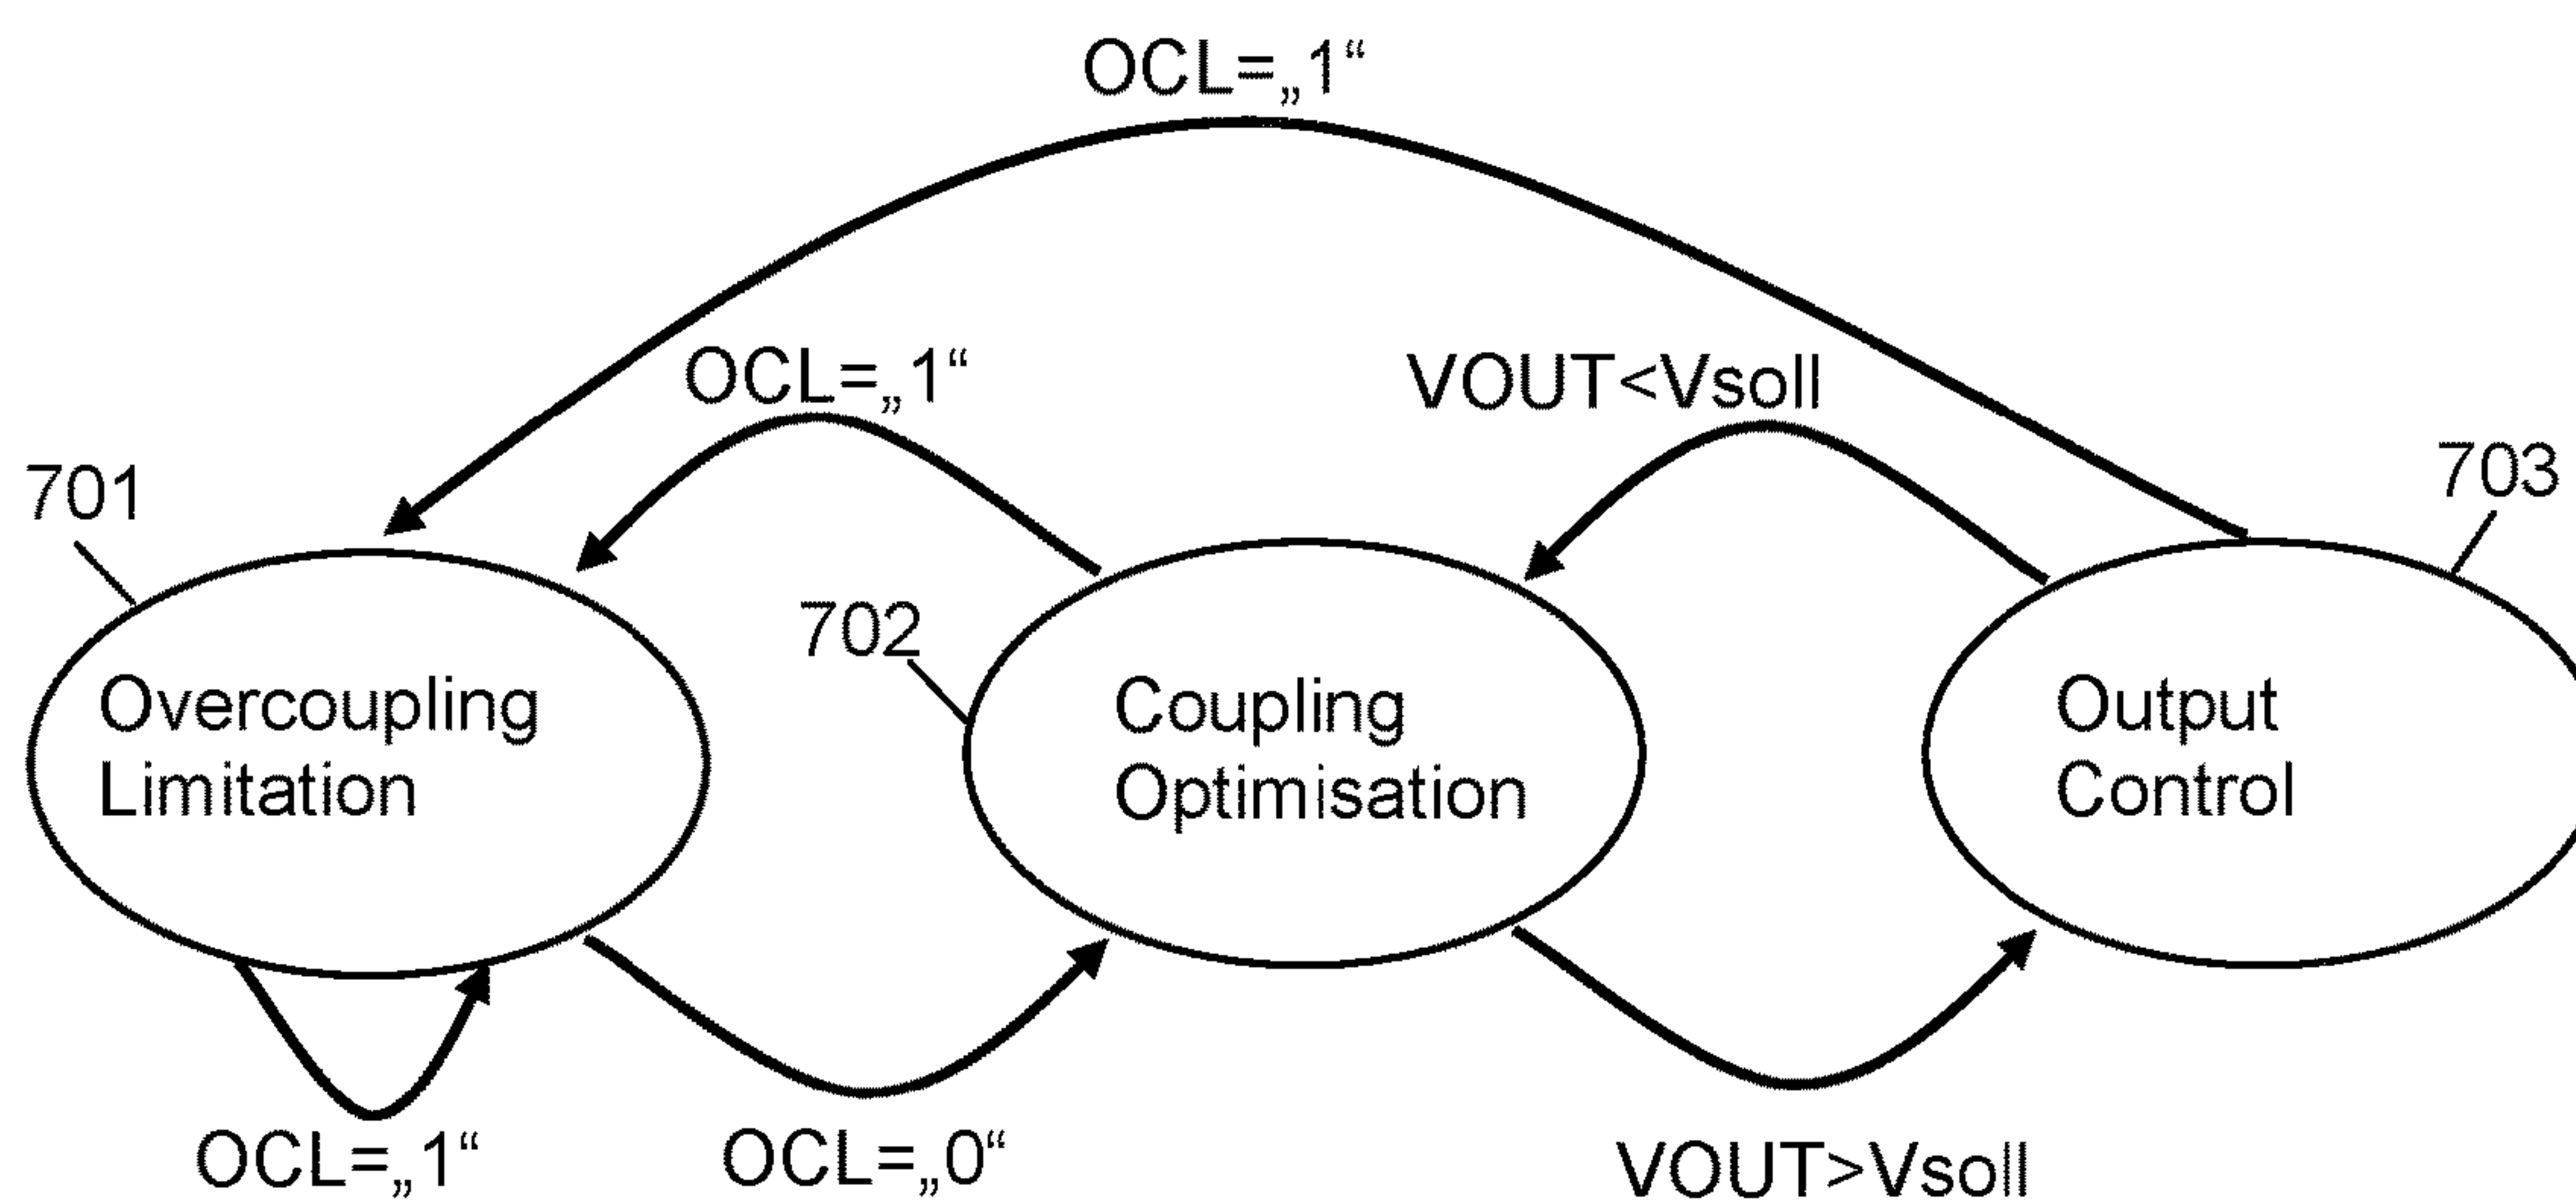 OCL=„1“
OCL=„1“
VOUT<Vsoll
701
703
702
Overcoupling
Limitation
Coupling
Optimisation
Output
Control
OCL=„1“
OCL=„0“
VOUT>Vsoll